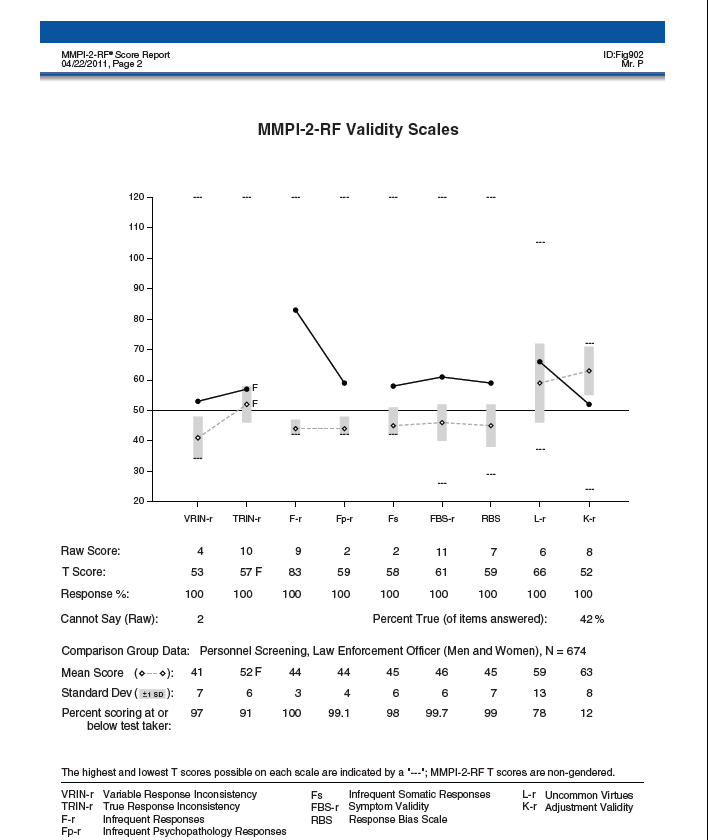 MMPI-2-RF® Score Report ID:Fig902
04/22/2011, Page 2 Mr. P
MMPI-2-RF Validity Scales
120 --- --- --- --- --- --- ---
110
---
100
90
80
70 ---
60
F
F
50
40 --- --- --- ---
---
30 --- --- ---
20
VRIN-r TRIN-r F-r Fp-r Fs FBS-r RBS L-r K-r
Raw Score: 4 10 9 2 2 11 7 6 8
T Score: 53 57 F 83 59 58 61 59 66 52
Response %: 100 100 100 100 100 100 100 100 100
Cannot Say (Raw): 2 Percent True (of items answered): 42 %
Comparison Group Data: Personnel Screening, Law Enforcement Officer (Men and Women), N = 674
Mean Score (◇---◇): 41 52 F 44 44 45 46 45 59 63
Standard Dev ( ±1 SD ): 7 6 3 4 6 6 7 13 8
Percent scoring at or 97 91 100 99.1 98 99.7 99 78 12
below test taker:
The highest and lowest T scores possible on each scale are indicated by a "---"; MMPI-2-RF T scores are non-gendered.
VRIN-r Variable Response Inconsistency Fs Infrequent Somatic Responses L-r Uncommon Virtues
TRIN-r True Response Inconsistency FBS-r Symptom Validity K-r Adjustment Validity
F-r Infrequent Responses RBS Response Bias Scale
Fp-r Infrequent Psychopathology Responses